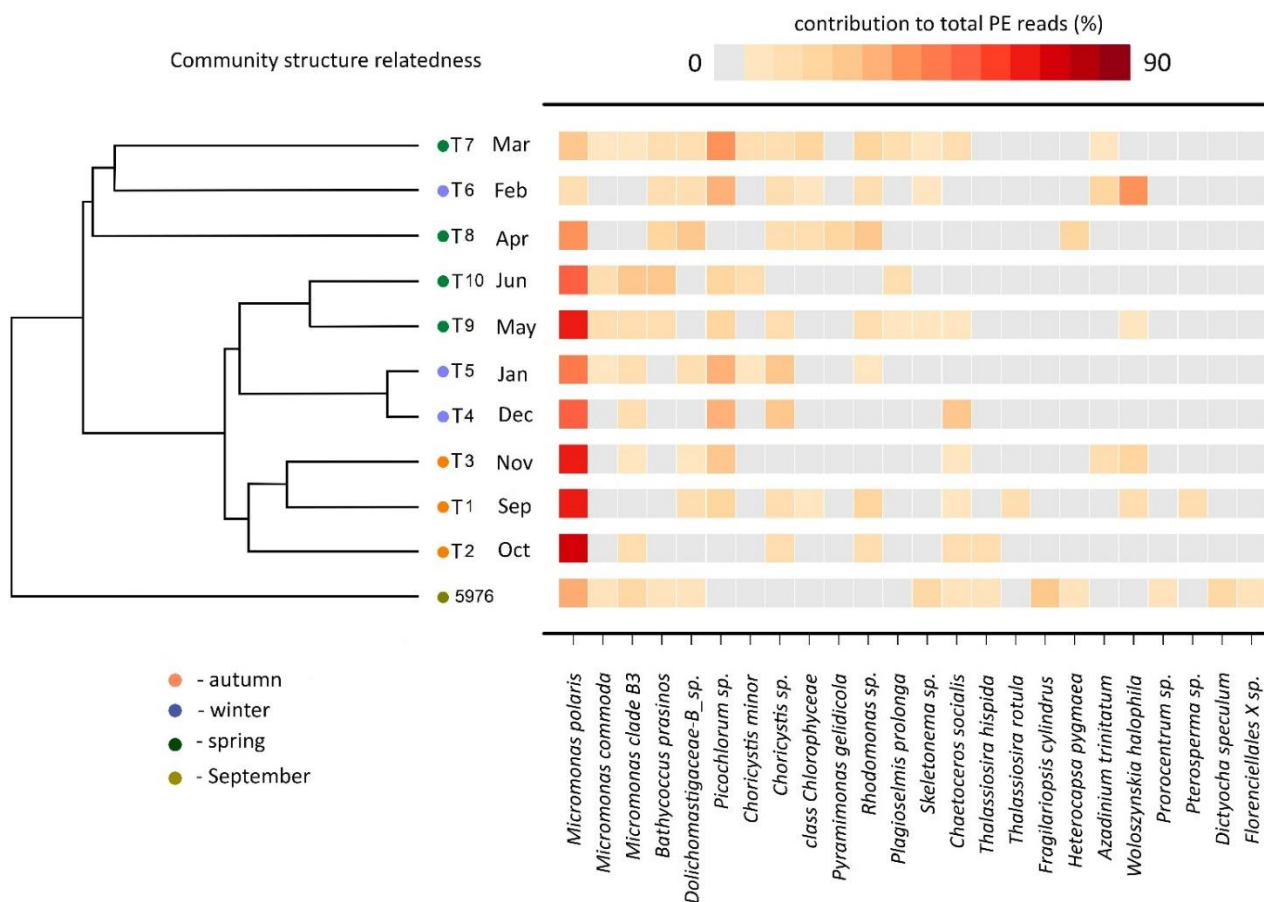 contribution to total PE reads (%)
Community structure relatedness
0
90
T7 Mar
T6 Feb
T8 Apr
T10 Jun
T9 May
T5 Jan
T4 Dec
T3 Nov
T1 Sep
T2 Oct
5976
- autumn
- winter
- spring
- September
Micromonas polaris
Micromonas commoda
Micromonas clade B3
Bathycoccus prasinos
Dolichomastigaceae-B_ sp.
Picochlorum sp.
Choricystis minor
Choricystis sp.
class Chlorophyceae
Pyramimonas gelidicola
Rhodomonas sp.
Plagioselmis prolonga
Skeletonema sp.
Chaetoceros socialis
Thalassiosira hispida
Thalassiosira rotula
Fragilariopsis cylindrus
Heterocapsa pygmaea
Azadinium trinitatum
Woloszynskia halophila
Prorocentrum sp.
Pterosperma sp.
Dictyocha speculum
Florenciellales X sp.